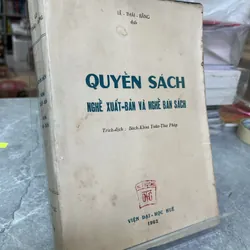 LÊ - THÁI - BẰNG
dịch
QUYỂN SÁCH
NGHỀ XUẤT-BẢN VÀ NGHỀ BÁN SÁCH
Trích-dịch : Bách-Khoa Toàn-Thư Pháp
VIỆN ĐẠI - HỌC HUẾ
1962